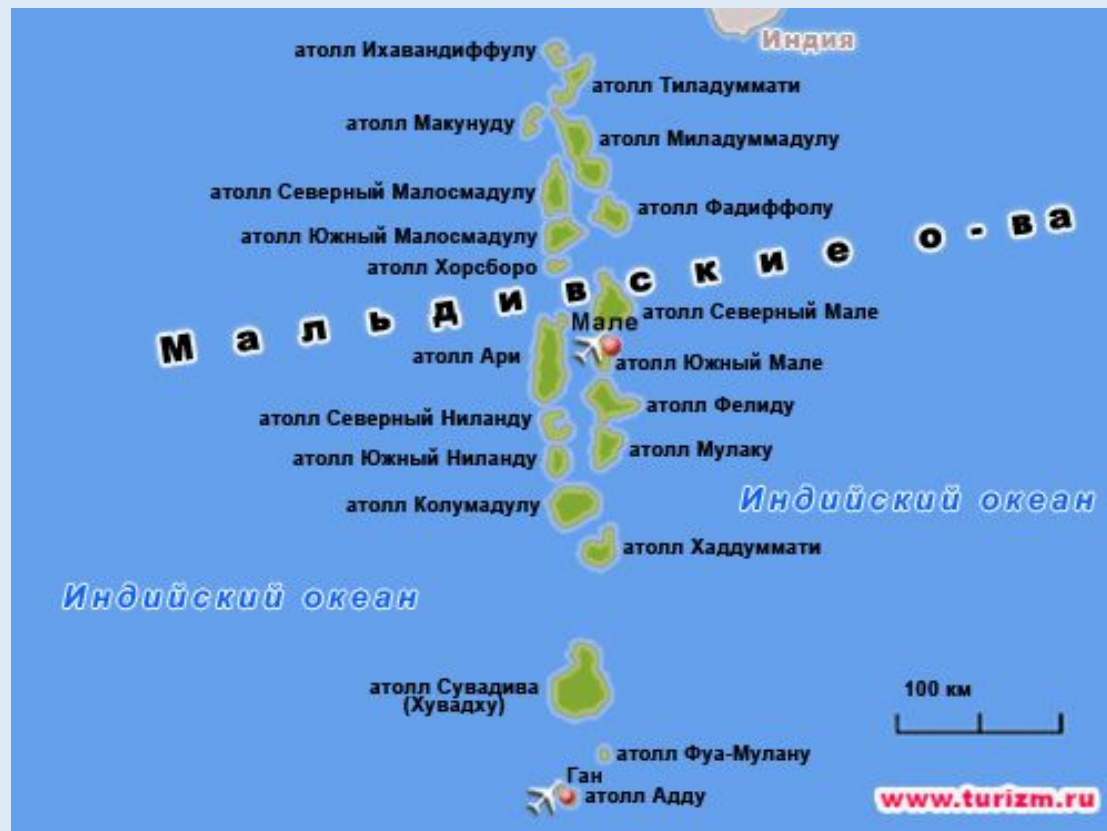 Индия
атолл Ихавандиффулу
атолл Тиладуммати
атолл Макунуду
атолл Миладуммадулу
атолл Северный Малосмадулу
атолл Фадиффолу
атолл Южный Малосмадулу
атолл Хорсборо
Мальдивские о-ва
атолл Северный Мале
Мале
атолл Ари
атолл Южный Мале
атолл Фелиду
атолл СеверныйНиланду
атолл Мулаку
атолл Южный Ниланду
Индийский океан
атолл Колумадулу
атолл Хаддуммати
Индийский океан
атолл Сувадива
(Хувадху)
100 км
атолл Фуа-Мулану
Ган
атолл Адду
www.turizm.ru